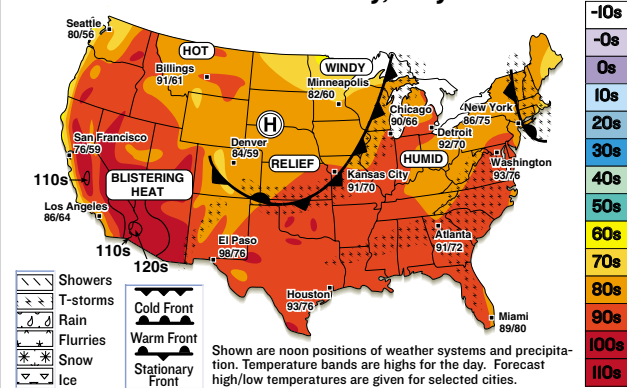 Seattle
80/56
HOT
Billings
91/61
WINDY
Minneapolis
82/60
Chicago
90/66
New York
86/75
Detroit
92/70
San Francisco
76/59
H
Denver
84/59
RELIEF
HUMID
Washington
93/76
Kansas City
91/70
110s
BLISTERING
HEAT
Los Angeles
86/64
110s
120s
El Paso
98/76
Atlanta
91/72
Houston
93/76
Miami
89/80
Showers
T-storms
Rain
Flurries
Snow
Ice
Cold Front
Warm Front
Stationary
Front
Shown are noon positions of weather systems and precipita-
tion. Temperature bands are highs for the day. Forecast
high/low temperatures are given for selected cities.
-10s
-0s
0s
10s
20s
30s
40s
50s
60s
70s
80s
90s
100s
110s